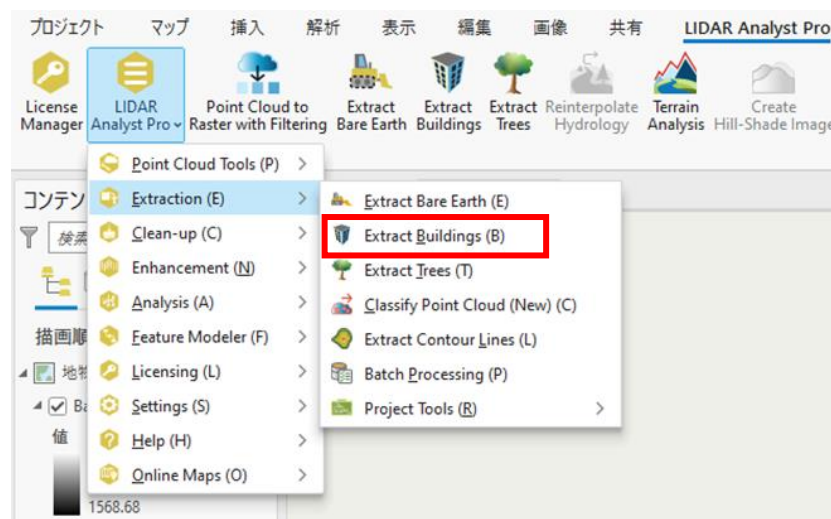 プロジェクト マップ 挿入 解析 表示 編集 画像 共有 LIDAR Analyst Pro
License Manager
LIDAR Analyst Pro
Point Cloud to Raster with Filtering
Extract Bare Earth
Extract Buildings
Extract Trees
Reinterpolate Hydrology
Terrain Analysis
Create Hill-Shade Image
Point Cloud Tools (P)
Extraction (E)
Clean-up (C)
Enhancement (N)
Analysis (A)
Feature Modeler (F)
Licensing (L)
Settings (S)
Help (H)
Online Maps (O)
Extract Bare Earth (E)
Extract Buildings (B)
Extract Trees (T)
Classify Point Cloud (New) (C)
Extract Contour Lines (L)
Batch Processing (P)
Project Tools (R)
コンテン
検索
描画順
地物
Ba
値
1568.68